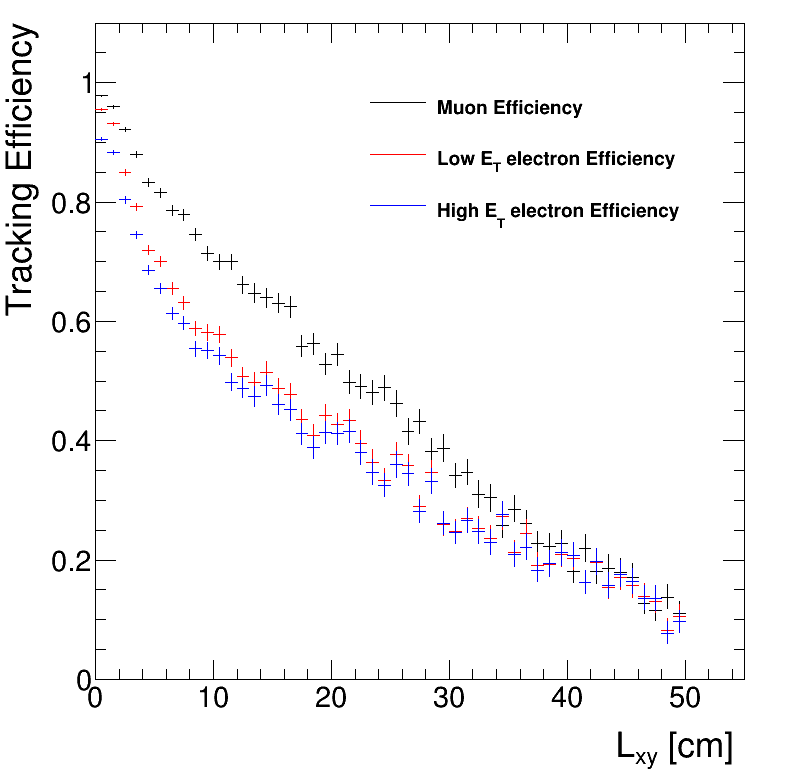 Tracking Efficiency
1
0.8
0.6
0.4
0.2
0
0 10 20 30 40 50
L_xy [cm]
Muon Efficiency
Low E_T electron Efficiency
High E_T electron Efficiency